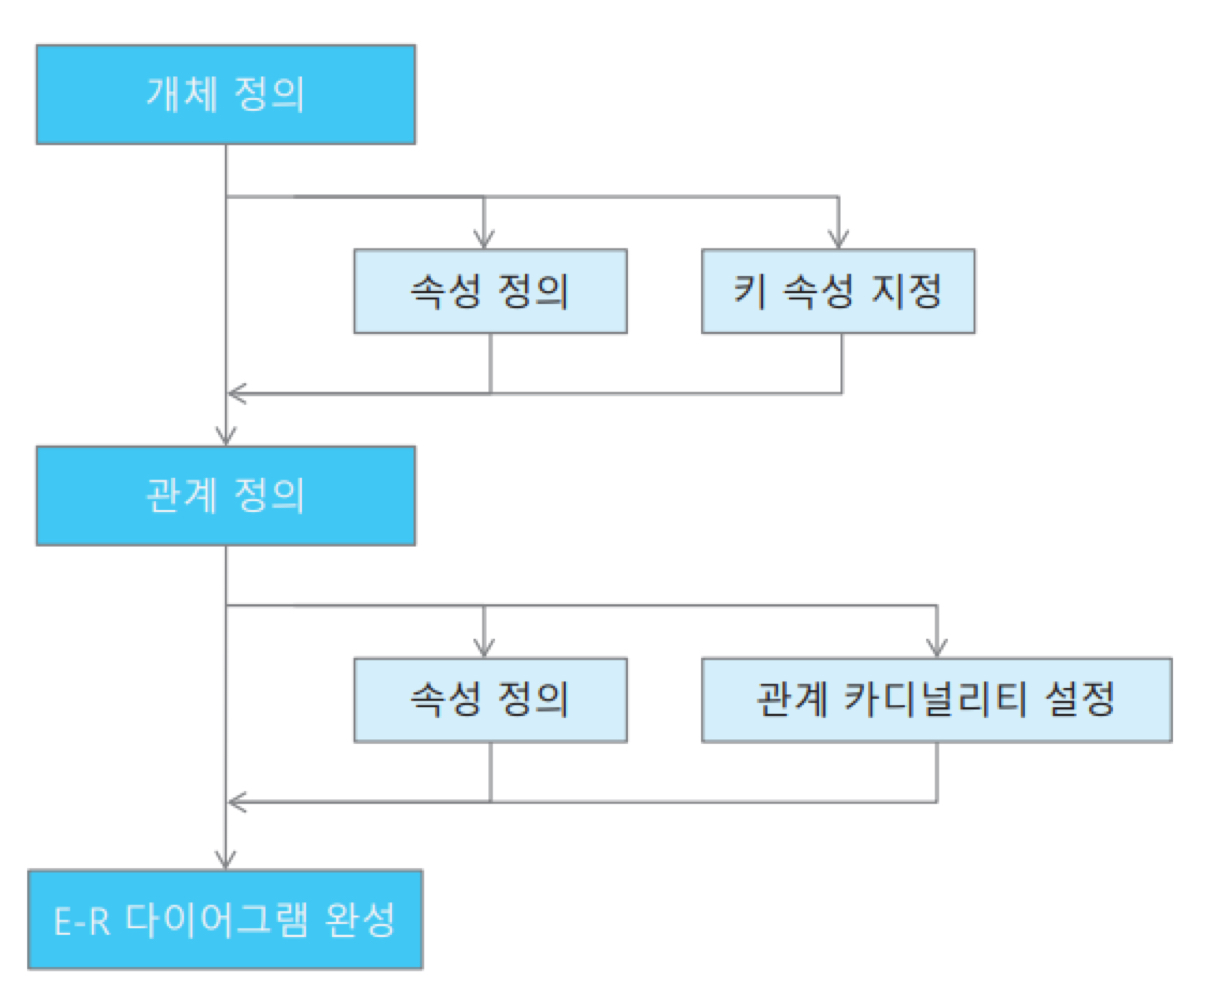 개체 정의
속성 정의
키 속성 지정
관계 정의
속성 정의
관계 카디널리티 설정
E-R 다이어그램 완성